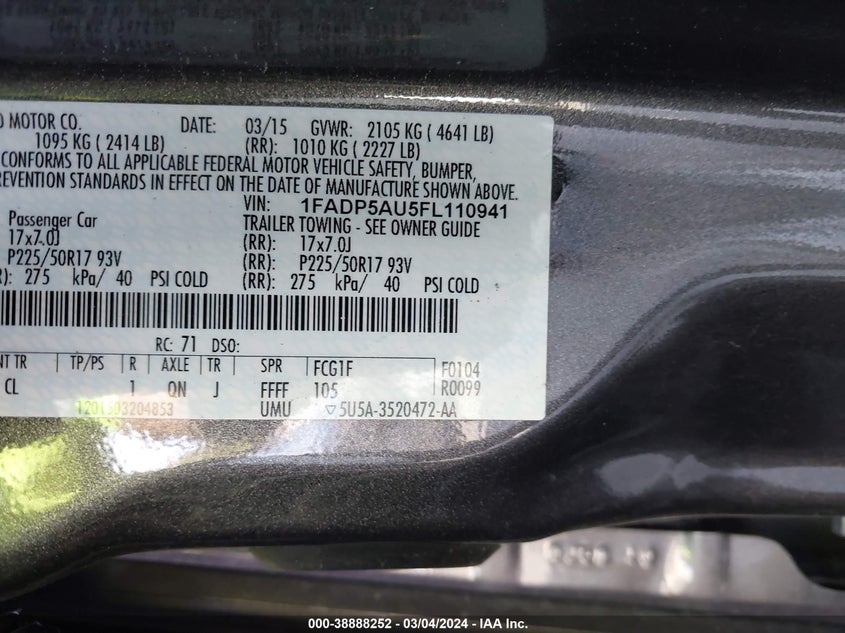 D MOTOR CO. DATE: 03/15 GVWR: 2105 KG ( 4641 LB)
1095 KG ( 2414 LB) (RR): 1010 KG ( 2227 LB)
CONFORMS TO ALL APPLICABLE FEDERAL MOTOR VEHICLE SAFETY, BUMPER,
REVENTION STANDARDS IN EFFECT ON THE DATE OF MANUFACTURE SHOWN ABOVE.
VIN: 1FADP5AU5FL110941
Passenger Car TRAILER TOWING - SEE OWNER GUIDE
17x7.0J (RR): 17x7.0J
P225/50R17 93V (RR): P225/50R17 93V
R): 275 kPa/ 40 PSI COLD (RR): 275 kPa/ 40 PSI COLD
RC: 71 DSO:
NT TR TP/PS R AXLE TR SPR FCG1F F0104
CL 1 QN J FFFF 105 R0099
1201303204853 UMU ▽5U5A-3520472-AA
000-38888252 - 03/04/2024 - IAA Inc.